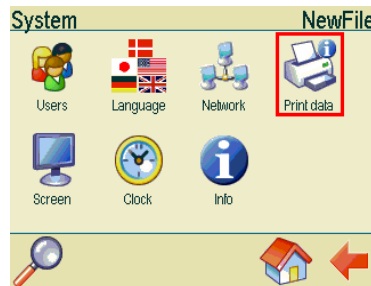 System NewFile
Users Language Network Print data
Screen Clock Info